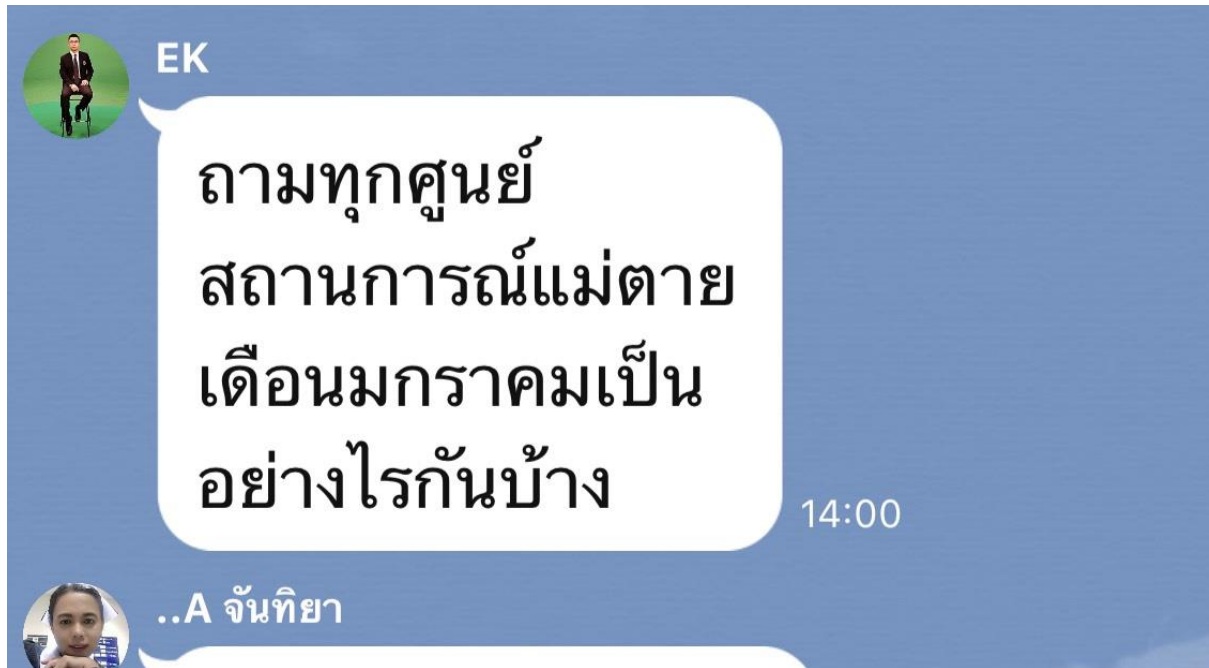 EK
ถามทุกศูนย์
สถานการณ์แม่ตาย
เดือนมกราคมเป็น
อย่างไรกันบ้าง
14:00
..A จันทิยา